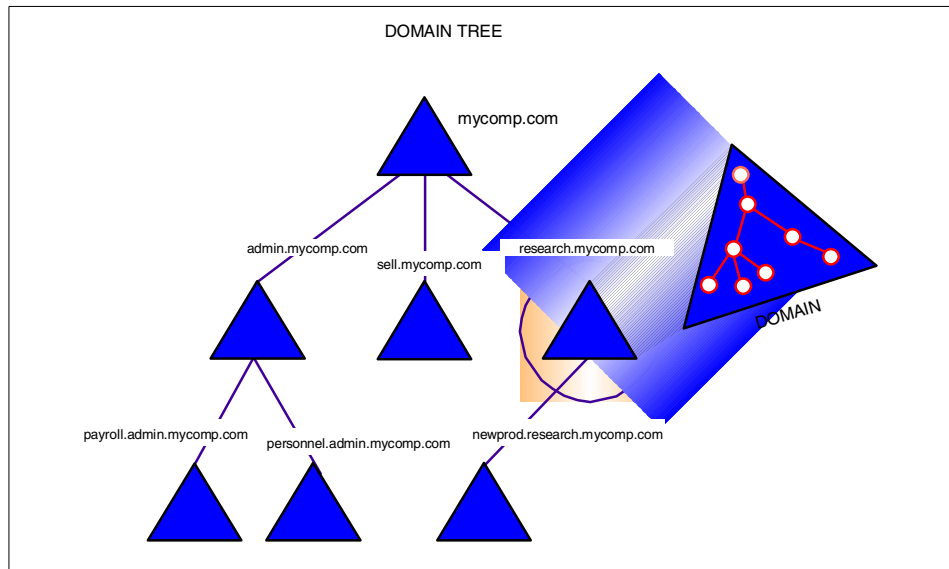 DOMAIN TREE
mycomp.com
admin.mycomp.com
sell.mycomp.com
research.mycomp.com
DOMAIN
payroll.admin.mycomp.com
personnel.admin.mycomp.com
newprod.research.mycomp.com